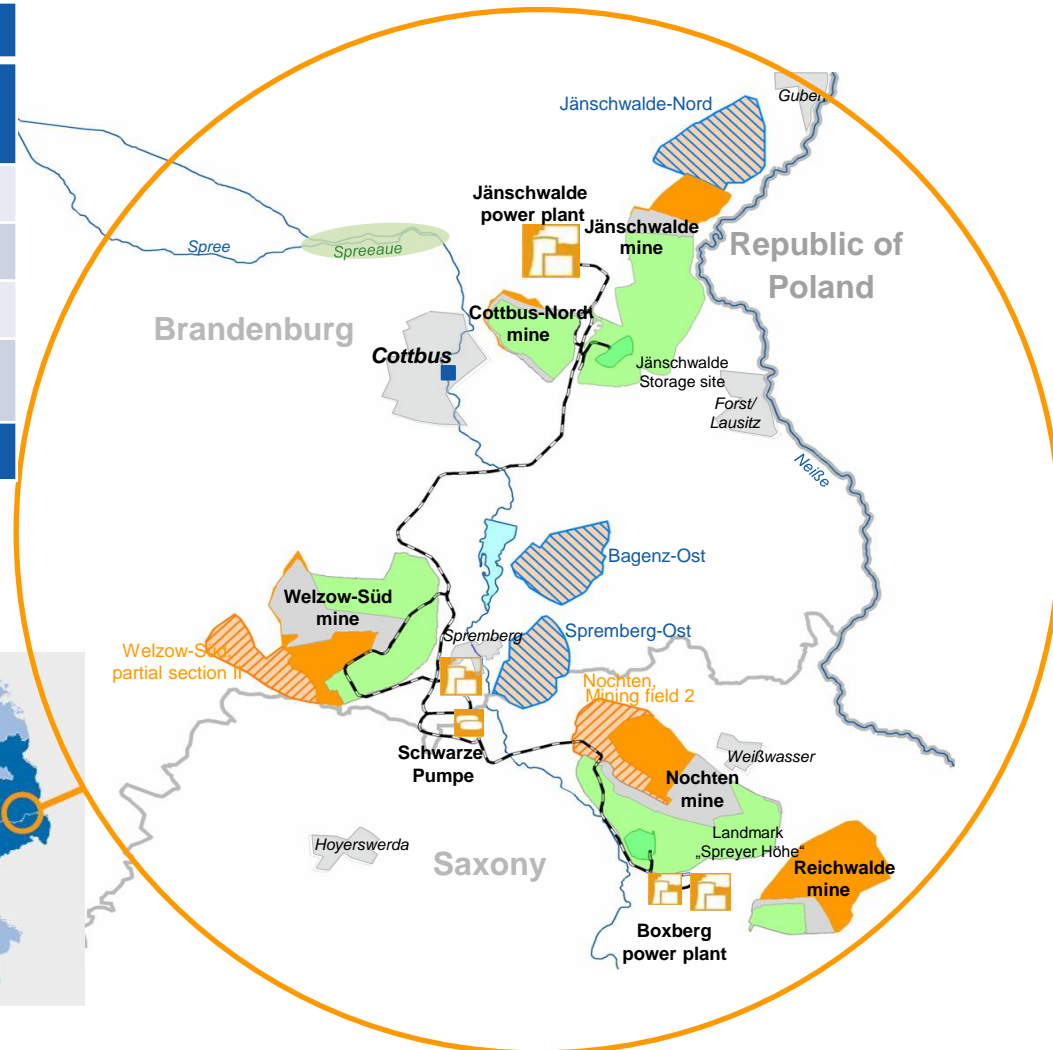 Jänschwalde-Nord
Guben
Jänschwalde
power plant
Jänschwalde
mine
Republic of
Poland
Spree
Spreeaue
Brandenburg
Cottbus-Nord
mine
Cottbus
Jänschwalde
Storage site
Forst/
Lausitz
Neiße
Bagenz-Ost
Welzow-Süd
mine
Spremberg
Spremberg-Ost
Welzow-Süd,
partial section II
Nochten,
Mining field 2
Schwarze
Pumpe
Weißwasser
Nochten
mine
Hoyerswerda
Saxony
Landmark
„Spreyer Höhe“
Reichwalde
mine
Boxberg
power plant